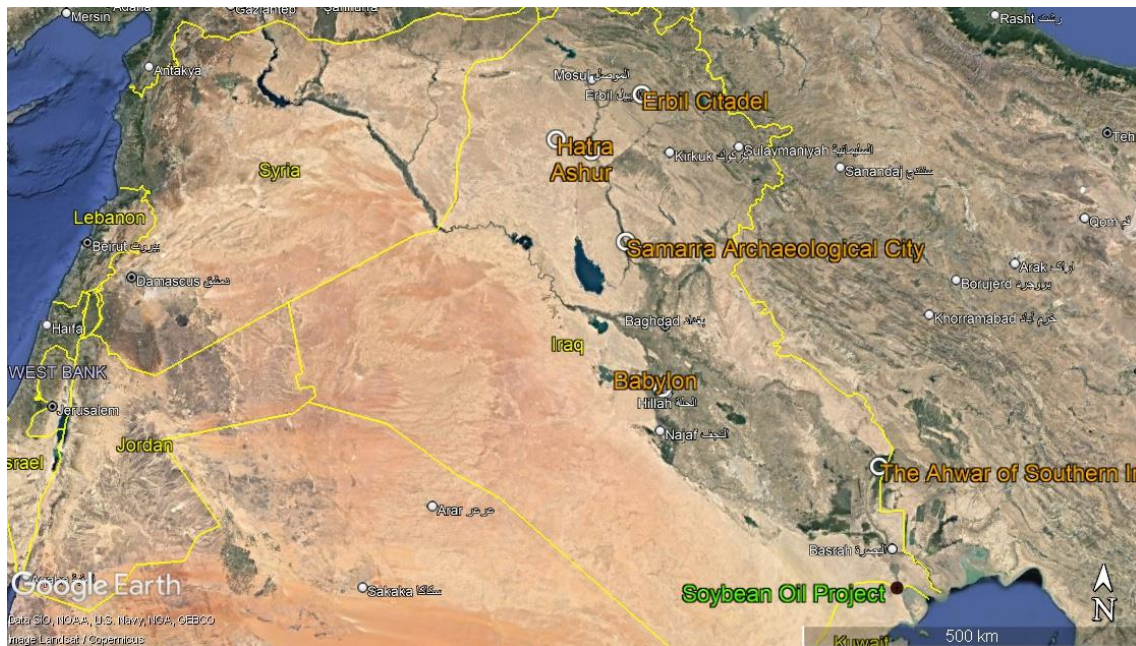 Mersin
Gaziantep
Rasht رشت
Antakya
Mosul الموصل
Erbil اربيل
Erbil Citadel
Hatra
Ashur
Kirkuk كركوك
Sulaymaniyah السليمانية
Sanandaj سنندج
Syria
Qom قم
Lebanon
Beirut بيروت
Samarra Archaeological City
Damascus دمشق
Arak اراک
Borujerd بروجرد
Haifa
Baghdad بغداد
Khorramabad خرم آباد
Iraq
WEST BANK
Babylon
Hillah الحلة
Jerusalem
Najaf النجف
Jordan
The Ahwar of Southern
Arar عرعر
Basrah البصرة
Google Earth
Sakaka سكاكا
Soybean Oil Project
N
Data SIO, NOAA, U.S. Navy, NGA, GEBCO
Image Landsat / Copernicus
Kuwait
500 km